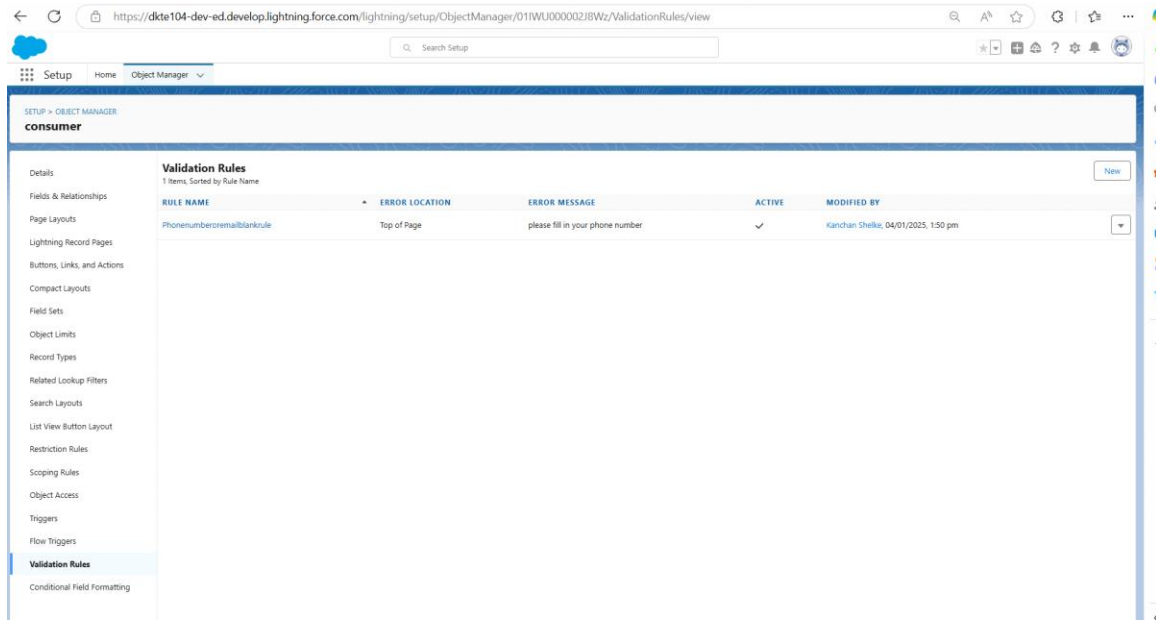 https://dkte104-dev-ed.develop.lightning.force.com/lightning/setup/ObjectManager/01IWU000002J8Wz/ValidationRules/view
Search Setup
Setup Home Object Manager
SETUP > OBJECT MANAGER
consumer
Details
Fields & Relationships
Page Layouts
Lightning Record Pages
Buttons, Links, and Actions
Compact Layouts
Field Sets
Object Limits
Record Types
Related Lookup Filters
Search Layouts
List View Button Layout
Restriction Rules
Scoping Rules
Object Access
Triggers
Flow Triggers
Validation Rules
Conditional Field Formatting
Validation Rules
1 Items, Sorted by Rule Name
New
RULE NAME ERROR LOCATION ERROR MESSAGE ACTIVE MODIFIED BY
Phonenumberoremailblankrule Top of Page please fill in your phone number Kanchan Shelke, 04/01/2025, 1:50 pm